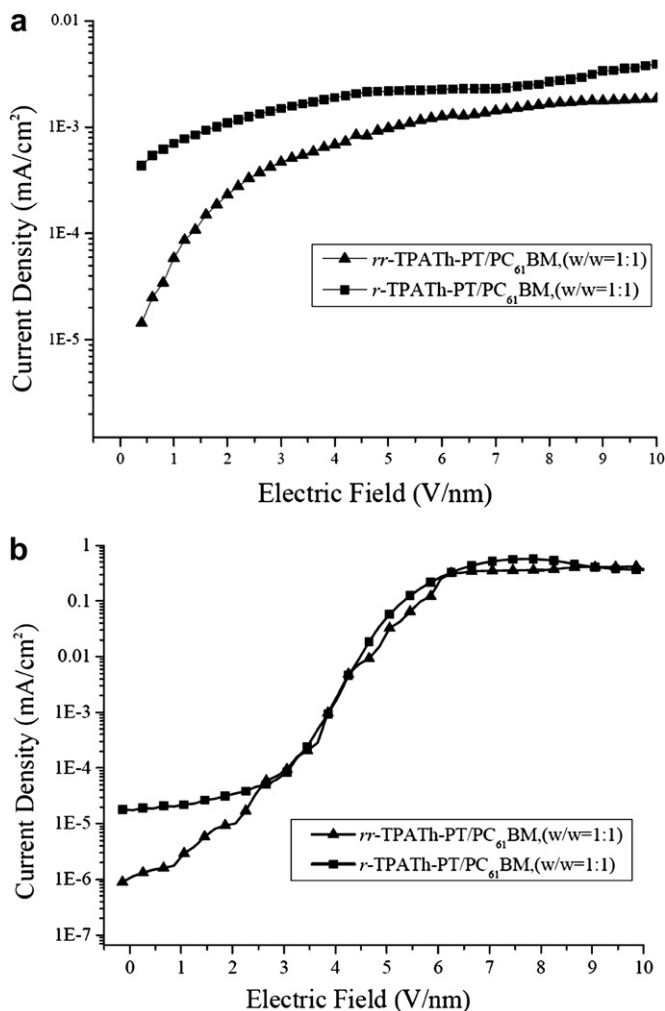 a
0.01
1E-3
1E-4
1E-5
Current Density (mA/cm²)
rr-TPATh-PT/PC₆₁BM,(w/w=1:1)
r-TPATh-PT/PC₆₁BM,(w/w=1:1)
0 1 2 3 4 5 6 7 8 9 10
Electric Field (V/nm)
b
1
0.1
0.01
1E-3
1E-4
1E-5
1E-6
1E-7
Current Density (mA/cm²)
rr-TPATh-PT/PC₆₁BM,(w/w=1:1)
r-TPATh-PT/PC₆₁BM,(w/w=1:1)
0 1 2 3 4 5 6 7 8 9 10
Electric Field (V/nm)